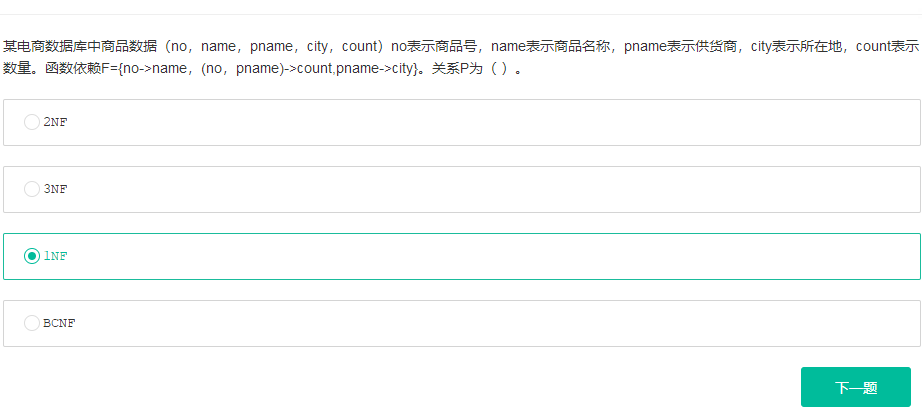 某电商数据库中商品数据（no，name，pname，city，count）no表示商品号，name表示商品名称，pname表示供货商，city表示所在地，count表示
数量。函数依赖F={no->name，(no，pname)->count,pname->city}。关系P为（ ）。
2NF
3NF
1NF
BCNF
下一题